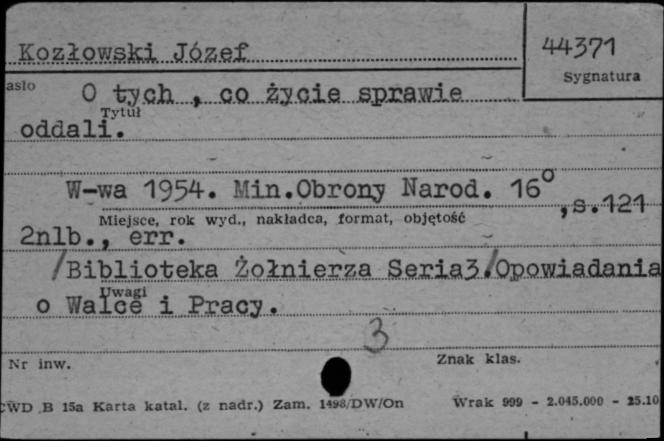 Kozłowski Józef
44371
Sygnatura
asło
O tych , co życie sprawie
Tytuł
oddali.
W-wa 1954. Min.Obrony Narod. 16° ,s.121
Miejsce, rok wyd., nakładca, format, objętość
2nlb., err.
/Biblioteka Żołnierza Seria3./Opowiadania
Uwagi
o Walce i Pracy.
3
Nr inw.
Znak klas.
CWD B 15a Karta katal. (z nadr.) Zam. 1498/DW/On Wrak 999 - 2.045.000 - 25.10